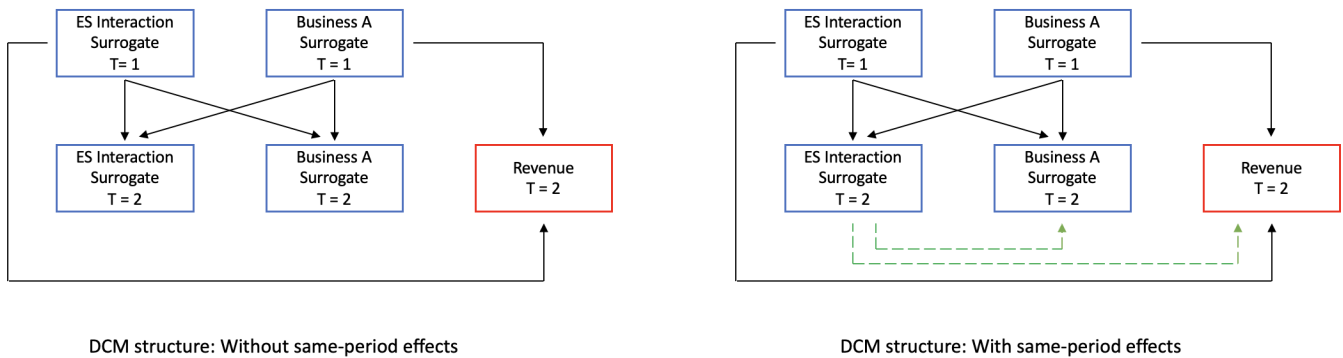 ES Interaction
Surrogate
T= 1
Business A
Surrogate
T = 1
ES Interaction
Surrogate
T = 2
Business A
Surrogate
T = 2
Revenue
T = 2
DCM structure: Without same-period effects
ES Interaction
Surrogate
T = 1
Business A
Surrogate
T = 1
ES Interaction
Surrogate
T = 2
Business A
Surrogate
T = 2
Revenue
T = 2
DCM structure: With same-period effects